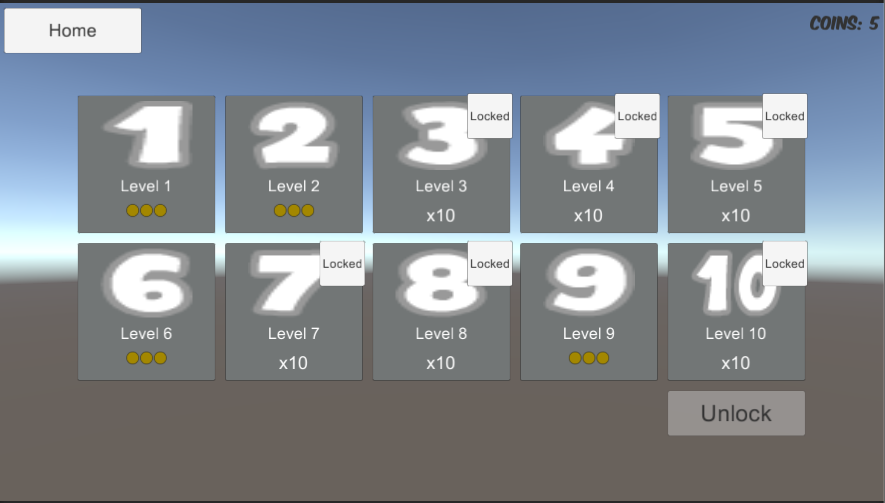 Home
COINS: 5
1
2
3
Locked
4
Locked
5
Locked
Level 1
Level 2
Level 3
Level 4
Level 5
x10
x10
x10
6
7
Locked
8
Locked
9
10
Locked
Level 6
Level 7
Level 8
Level 9
Level 10
x10
x10
x10
Unlock